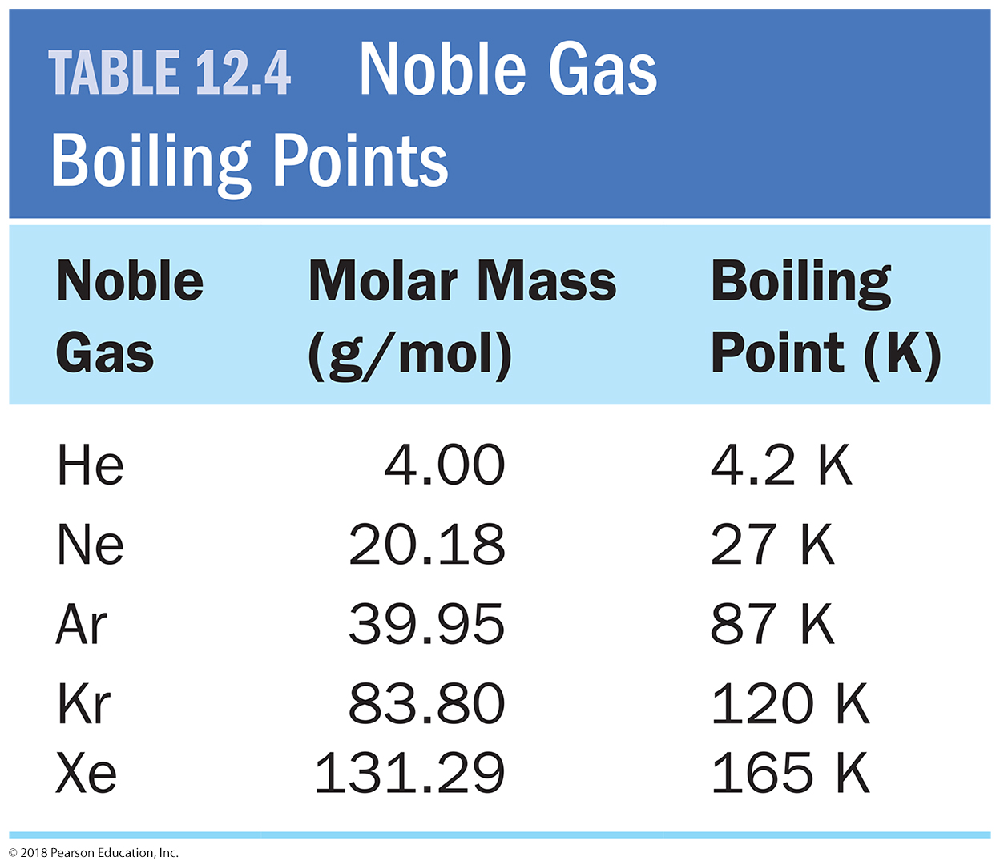 TABLE 12.4 Noble Gas
Boiling Points
Noble Gas Molar Mass (g/mol) Boiling Point (K)
He 4.00 4.2 K
Ne 20.18 27 K
Ar 39.95 87 K
Kr 83.80 120 K
Xe 131.29 165 K
© 2018 Pearson Education, Inc.